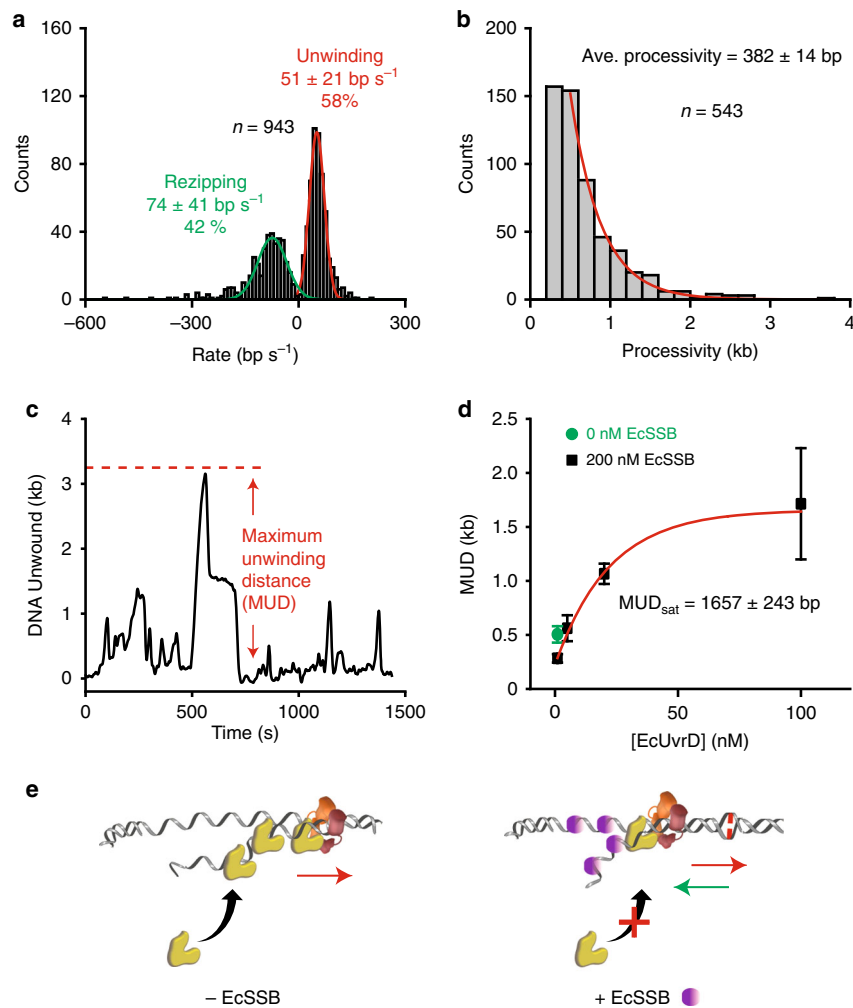 a
160
120
80
40
0
Counts
Unwinding
51 ± 21 bp s⁻¹
58%
n = 943
Rezipping
74 ± 41 bp s⁻¹
42 %
−600
−300
0
300
Rate (bp s⁻¹)
b
200
150
100
50
0
Counts
Ave. processivity = 382 ± 14 bp
n = 543
0
1
2
3
4
Processivity (kb)
c
4
3
2
1
0
DNA Unwound (kb)
Maximum
unwinding
distance
(MUD)
0
500
1000
1500
Time (s)
d
2.5
2.0
1.5
1.0
0.5
0
MUD (kb)
0 nM EcSSB
200 nM EcSSB
MUDsat = 1657 ± 243 bp
0
50
100
[EcUvrD] (nM)
e
− EcSSB
+ EcSSB